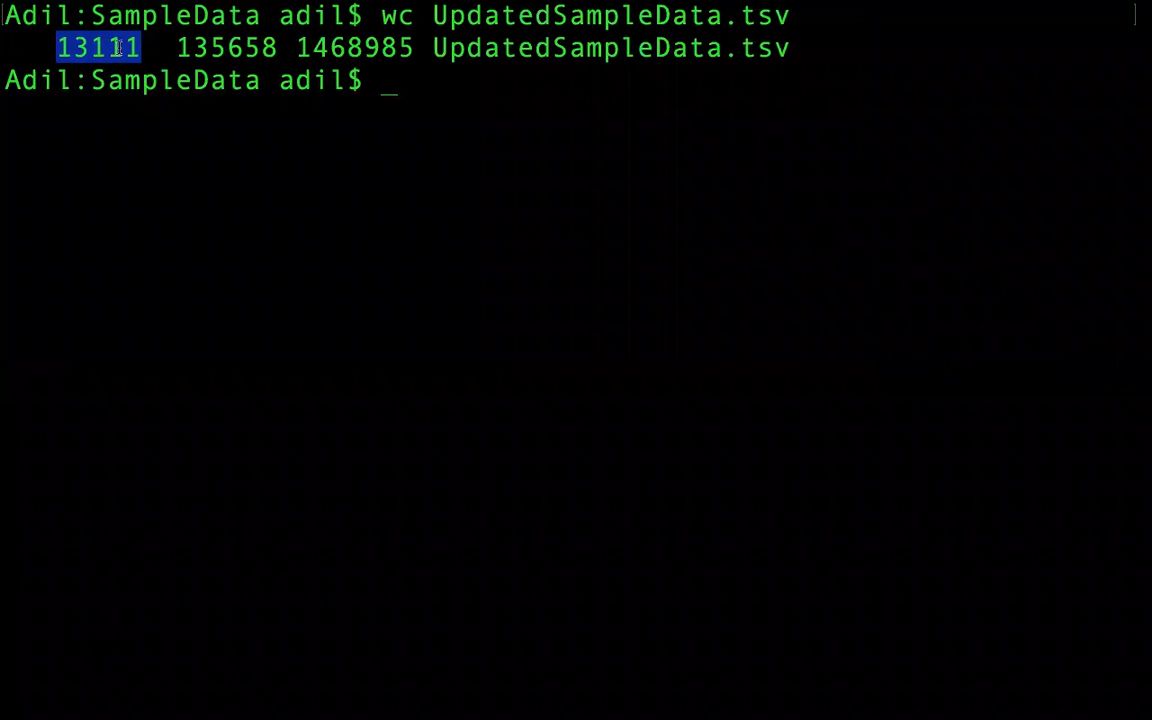 Adil:SampleData adil$ wc UpdatedSampleData.tsv
13111 135658 1468985 UpdatedSampleData.tsv
Adil:SampleData adil$ _